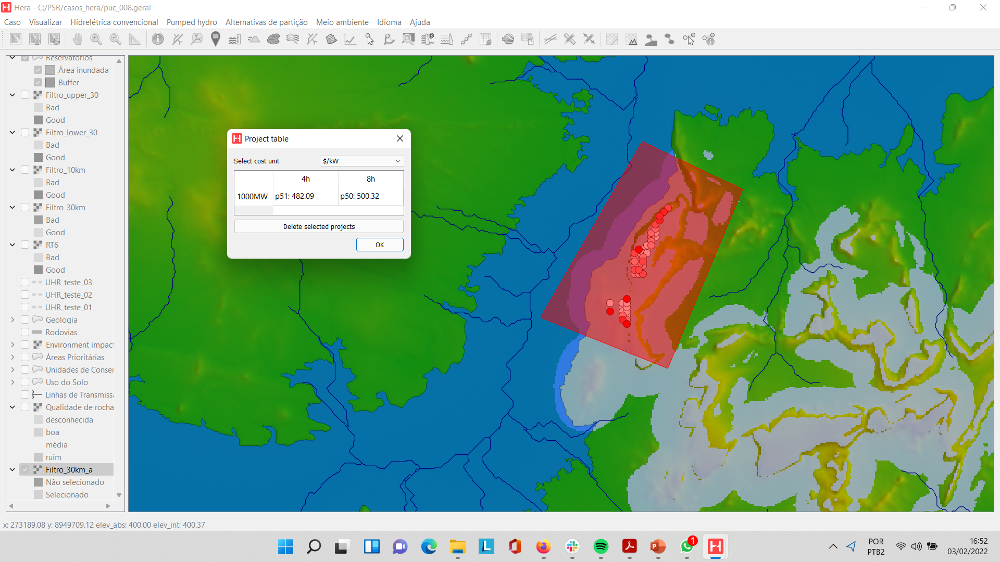 Hera - C:/PSR/casos_hera/puc_008.geral
Caso Visualizar Hidrelétrica convencional Pumped hydro Alternativas de partição Meio ambiente Idioma Ajuda
Reservatorios
Área inundada
Buffer
Filtro_upper_30
Bad
Good
Filtro_lower_30
Bad
Good
Filtro_10km
Bad
Good
Filtro_30km
Bad
Good
RT6
Bad
Good
UHR_teste_03
UHR_teste_02
UHR_teste_01
Geologia
Rodovias
Environment impact
Áreas Prioritárias
Unidades de Conser
Uso do Solo
Linhas de Transmiss
Qualidade de rocha
desconhecida
boa
média
ruim
Filtro_30km_a
Não selecionado
Selecionado
Project table
Select cost unit $/kW
4h 8h
1000MW p51: 482.09 p50: 500.32
Delete selected projects
OK
x: 273189.08 y: 8949709.12 elev_abs: 400.00 elev_int: 400.37
1
POR
PTB2
16:52
03/02/2022